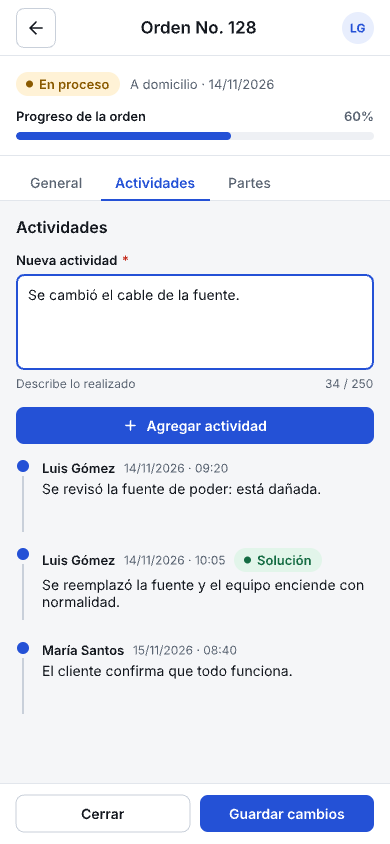 Orden No. 128
LG
En proceso A domicilio · 14/11/2026
Progreso de la orden 60%
General Actividades Partes
Actividades
Nueva actividad *
Se cambió el cable de la fuente.
Describe lo realizado 34 / 250
+ Agregar actividad
Luis Gómez 14/11/2026 · 09:20
Se revisó la fuente de poder: está dañada.
Luis Gómez 14/11/2026 · 10:05 Solución
Se reemplazó la fuente y el equipo enciende con
normalidad.
María Santos 15/11/2026 · 08:40
El cliente confirma que todo funciona.
Cerrar Guardar cambios